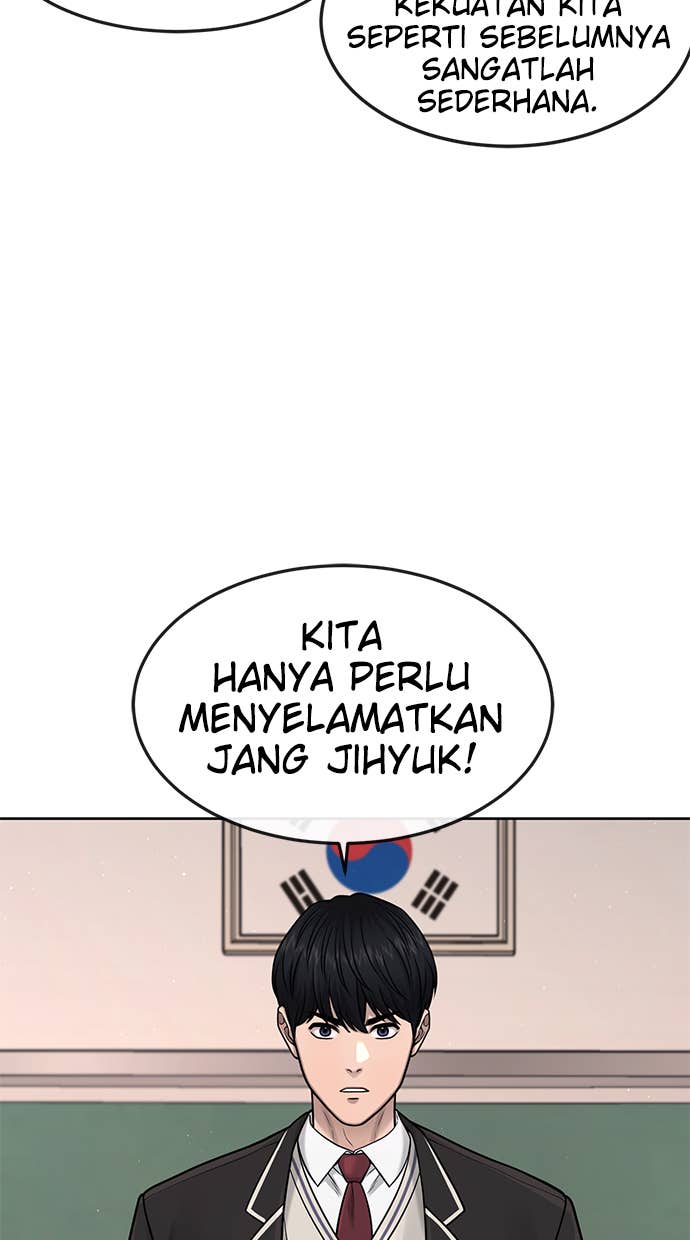 KEKUATAN KITA
SEPERTI SEBELUMNYA
SANGATLAH
SEDERHANA.
KITA
HANYA PERLU
MENYELAMATKAN
JANG JIHYUK!